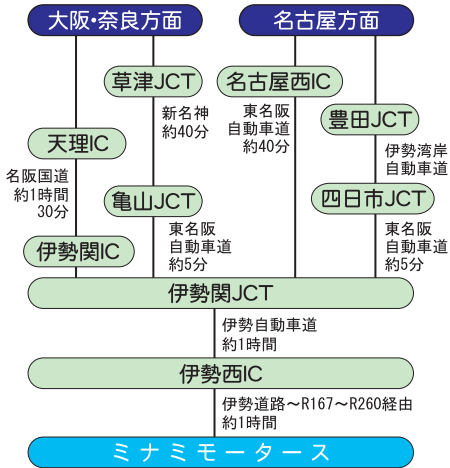 大阪・奈良方面
名古屋方面
草津JCT
名古屋西IC
新名神
約40分
東名阪
自動車道
約40分
豊田JCT
天理IC
伊勢湾岸
自動車道
名阪国道
約1時間
30分
亀山JCT
四日市JCT
東名阪
自動車道
約5分
東名阪
自動車道
約5分
伊勢関IC
伊勢関JCT
伊勢自動車道
約1時間
伊勢西IC
伊勢道路～R167～R260経由
約1時間
ミナミモータース